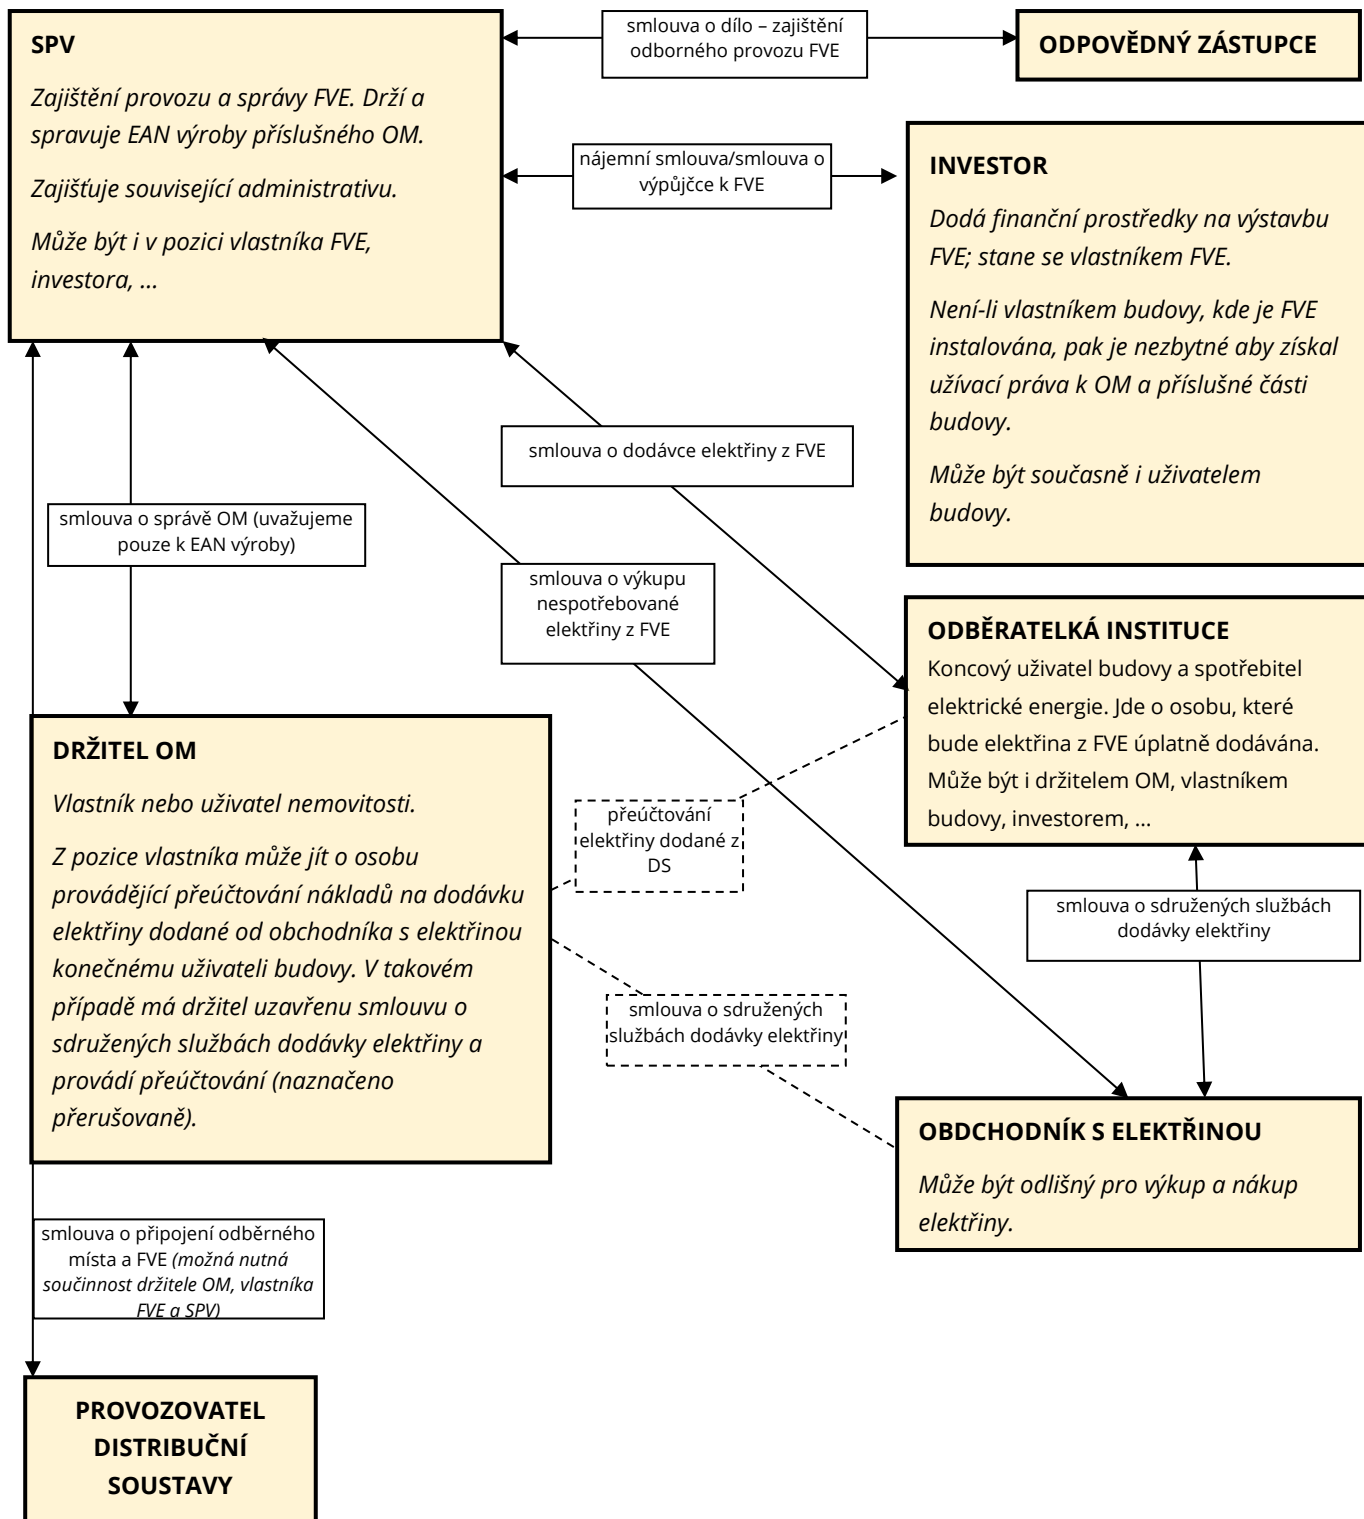 SPV
Zajištění provozu a správy FVE. Drží a
spravuje EAN výroby příslušného OM.
Zajišťuje související administrativu.
Může být i v pozici vlastníka FVE,
investora, ...
smlouva o dílo – zajištění
odborného provozu FVE
ODPOVĚDNÝ ZÁSTUPCE
nájemní smlouva/smlouva o
výpůjčce k FVE
INVESTOR
Dodá finanční prostředky na výstavbu
FVE; stane se vlastníkem FVE.
Není-li vlastníkem budovy, kde je FVE
instalována, pak je nezbytné aby získal
užívací práva k OM a příslušné části
budovy.
Může být současně i uživatelem
budovy.
smlouva o dodávce elektřiny z FVE
smlouva o správě OM (uvažujeme
pouze k EAN výroby)
smlouva o výkupu
nespotřebované
elektřiny z FVE
ODBĚRATELKÁ INSTITUCE
Koncový uživatel budovy a spotřebitel
elektrické energie. Jde o osobu, které
bude elektřina z FVE úplatně dodávána.
Může být i držitelem OM, vlastníkem
budovy, investorem, ...
DRŽITEL OM
Vlastník nebo uživatel nemovitosti.
Z pozice vlastníka může jít o osobu
provádějící přeúčtování nákladů na dodávku
elektřiny dodané od obchodníka s elektřinou
konečnému uživateli budovy. V takovém
případě má držitel uzavřenu smlouvu o
sdružených službách dodávky elektřiny a
provádí přeúčtování (naznačeno
přerušovaně).
přeúčtování
elektřiny dodané z
DS
smlouva o sdružených službách
dodávky elektřiny
smlouva o sdružených
službách dodávky elektřiny
OBDCHODNÍK S ELEKTŘINOU
Může být odlišný pro výkup a nákup
elektřiny.
smlouva o připojení odběrného
místa a FVE (možná nutná
součinnost držitele OM, vlastníka
FVE a SPV)
PROVOZOVATEL
DISTRIBUČNÍ
SOUSTAVY